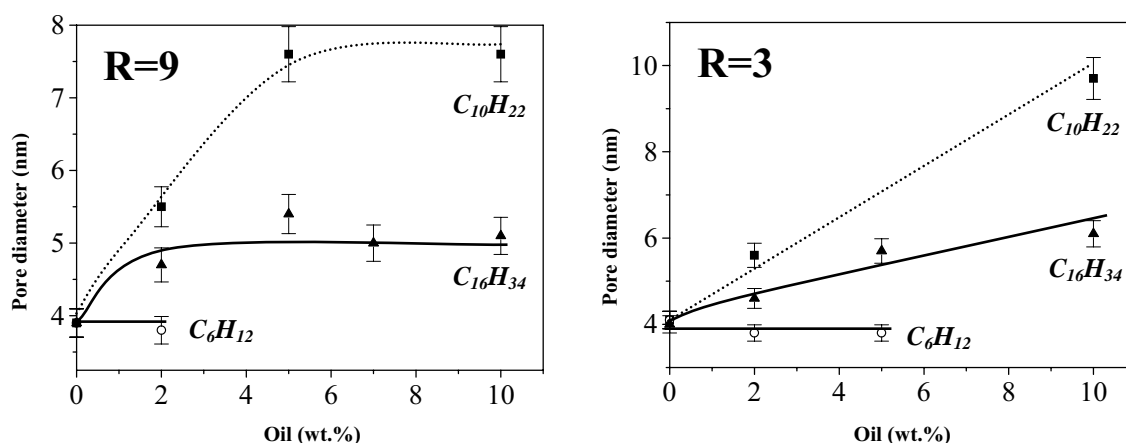 R=9
8
7
6
5
4
Pore diameter (nm)
C10H22
C16H34
C6H12
0 2 4 6 8 10
Oil (wt.%)
R=3
10
8
6
4
Pore diameter (nm)
C10H22
C16H34
C6H12
0 2 4 6 8 10
Oil (wt.%)